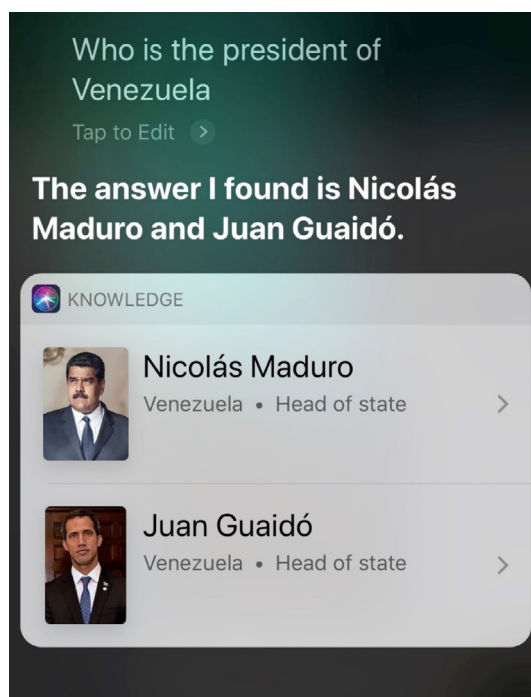 Who is the president of
Venezuela
Tap to Edit
The answer I found is Nicolás
Maduro and Juan Guaidó.
KNOWLEDGE
Nicolás Maduro
Venezuela • Head of state
Juan Guaidó
Venezuela • Head of state